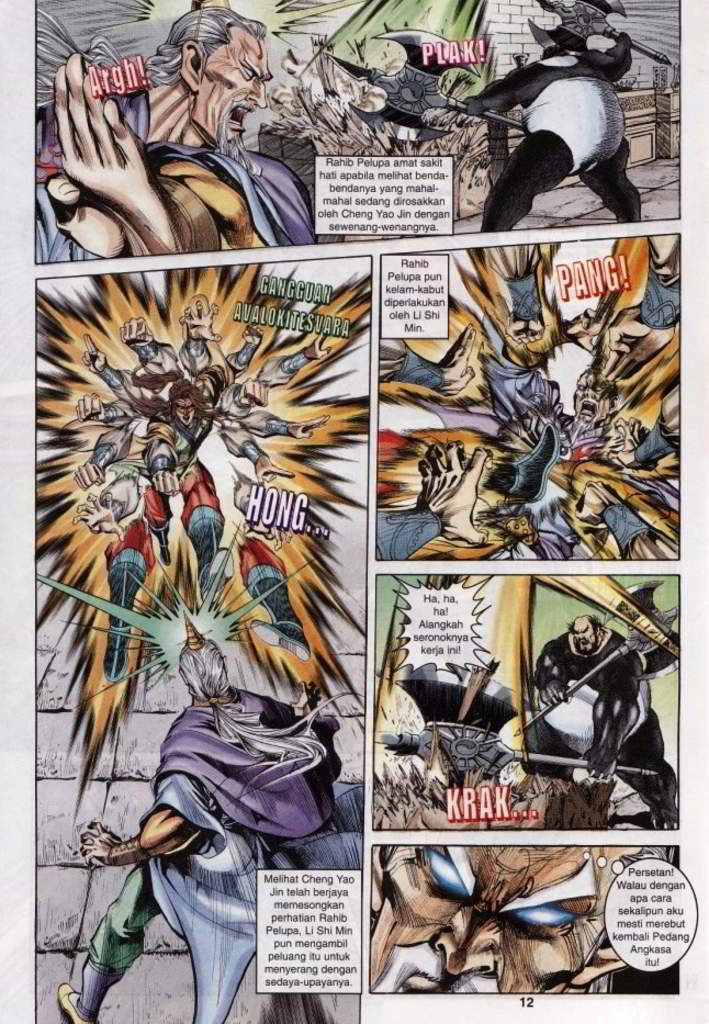 Argh!
PLAK!
Rahib Pelupa amat sakit
hati apabila melihat benda-
bendanya yang mahal-
mahal sedang dirosakkan
oleh Cheng Yao Jin dengan
sewenang-wenangnya.
GANGGUAN
AVALOKITESVARA
HONG...
Melihat Cheng Yao
Jin telah berjaya
memesongkan
perhatian Rahib
Pelupa, Li Shi Min
pun mengambil
peluang itu untuk
menyerang dengan
sedaya-upayanya.
Rahib
Pelupa pun
kelam-kabut
diperlakukan
oleh Li Shi
Min.
PANG!
Ha, ha,
ha!
Alangkah
seronoknya
kerja ini!
KRAK...
Persetan!
Walau dengan
apa cara
sekalipun aku
mesti merebut
kembali Pedang
Angkasa
itu!
12